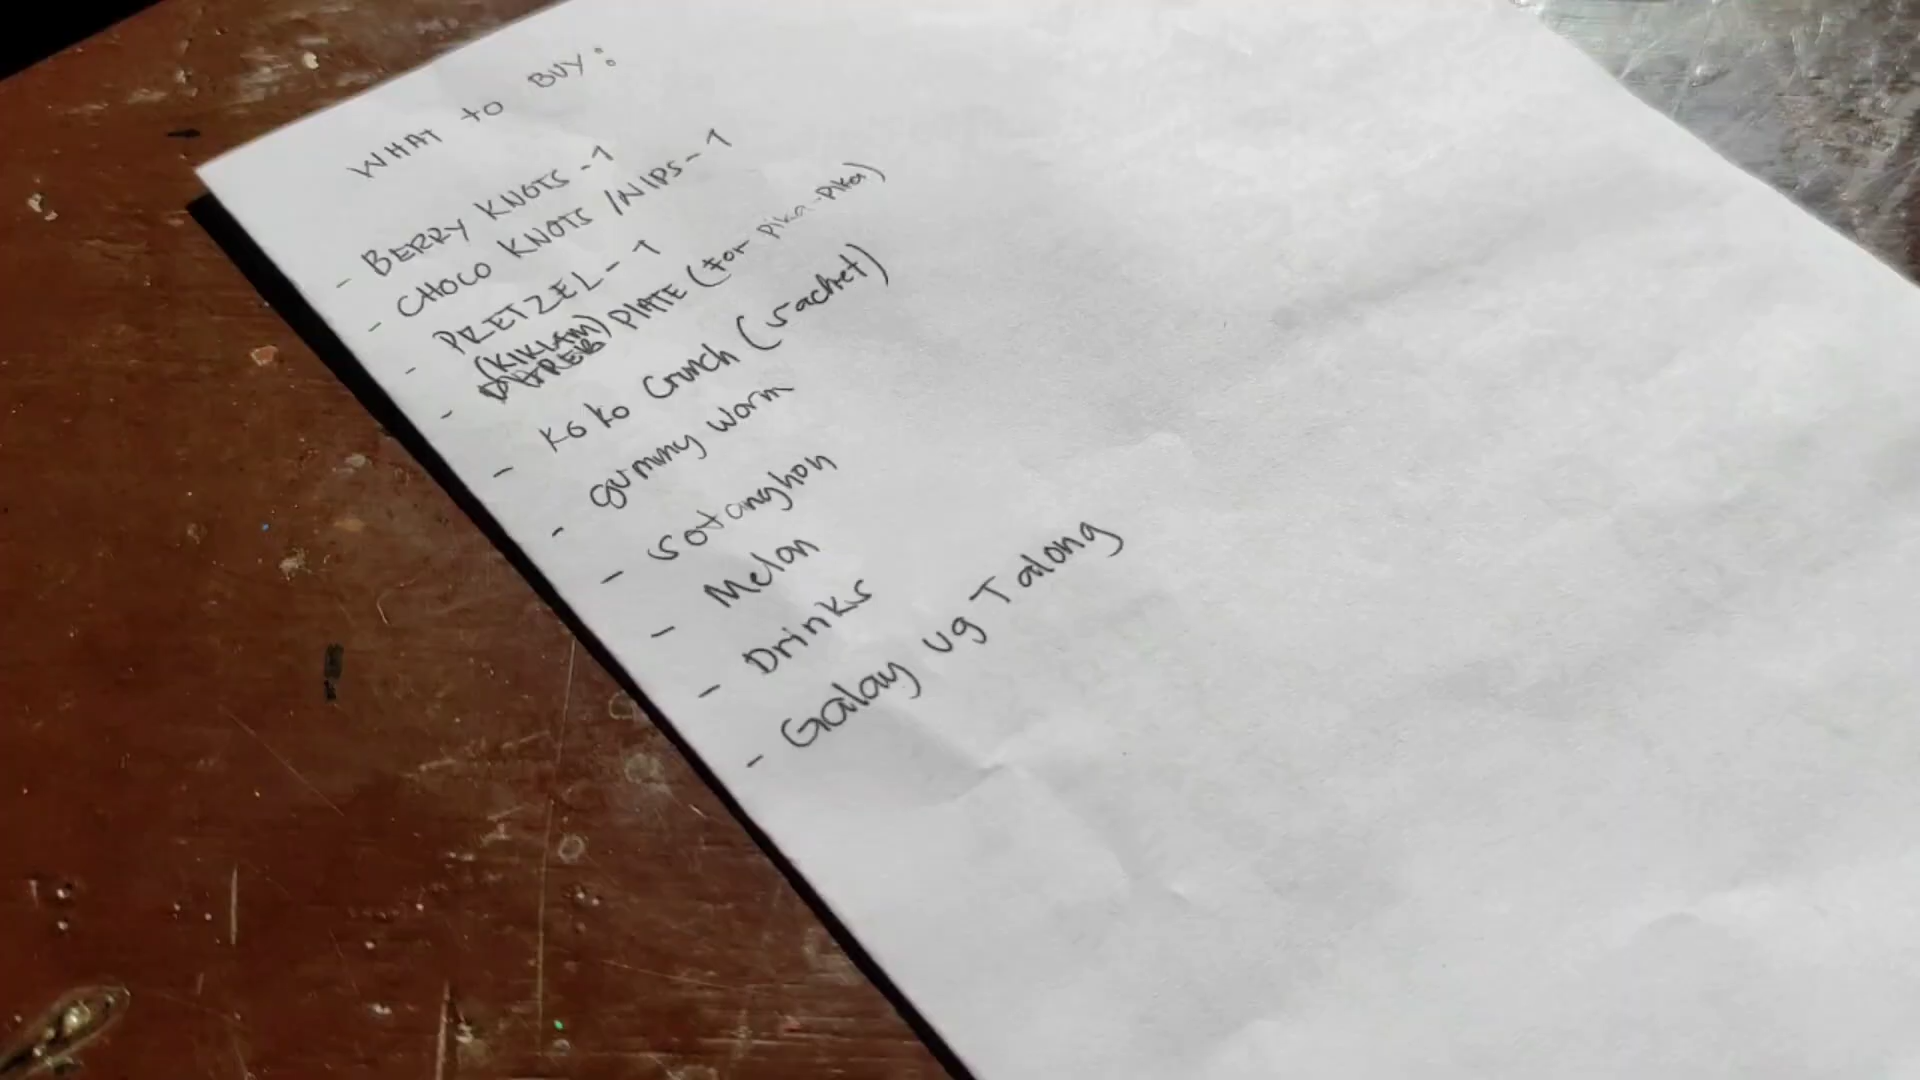 WHAT to BUY:
- BERRY KNOTS - 1
- CHOCO KNOTS / NIPS - 1
- PRETZEL - 1
(KIKLAM)
- PLATE (For pika-pika)
- KoKo Crunch (sachet)
- gummy worm
- sotanghon
- Melon
- Drinks
- Galay ug Talong